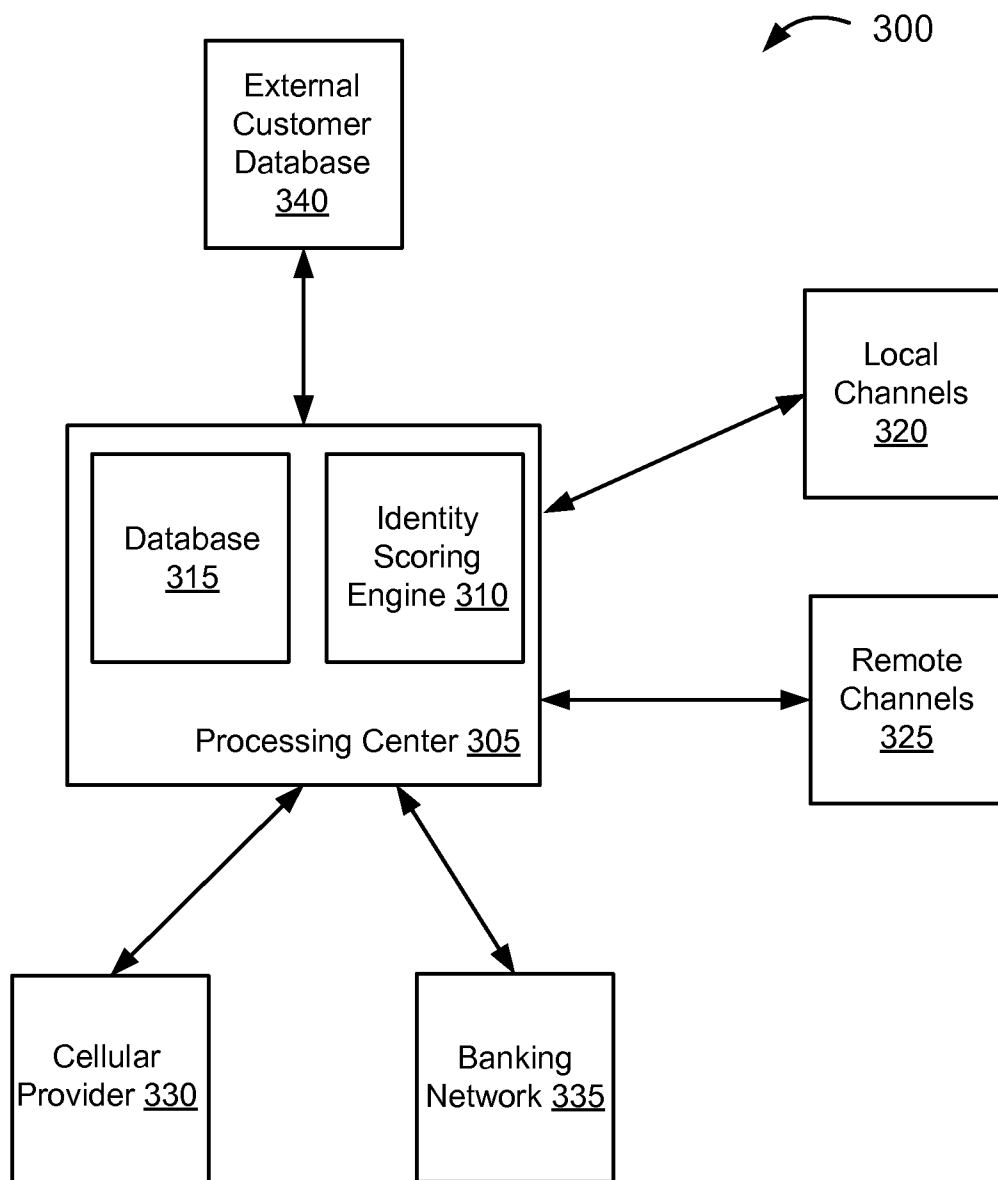 300
External
Customer
Database
340
Local
Channels
320
Database
315
Identity
Scoring
Engine 310
Remote
Channels
325
Processing Center 305
Cellular
Provider 330
Banking
Network 335